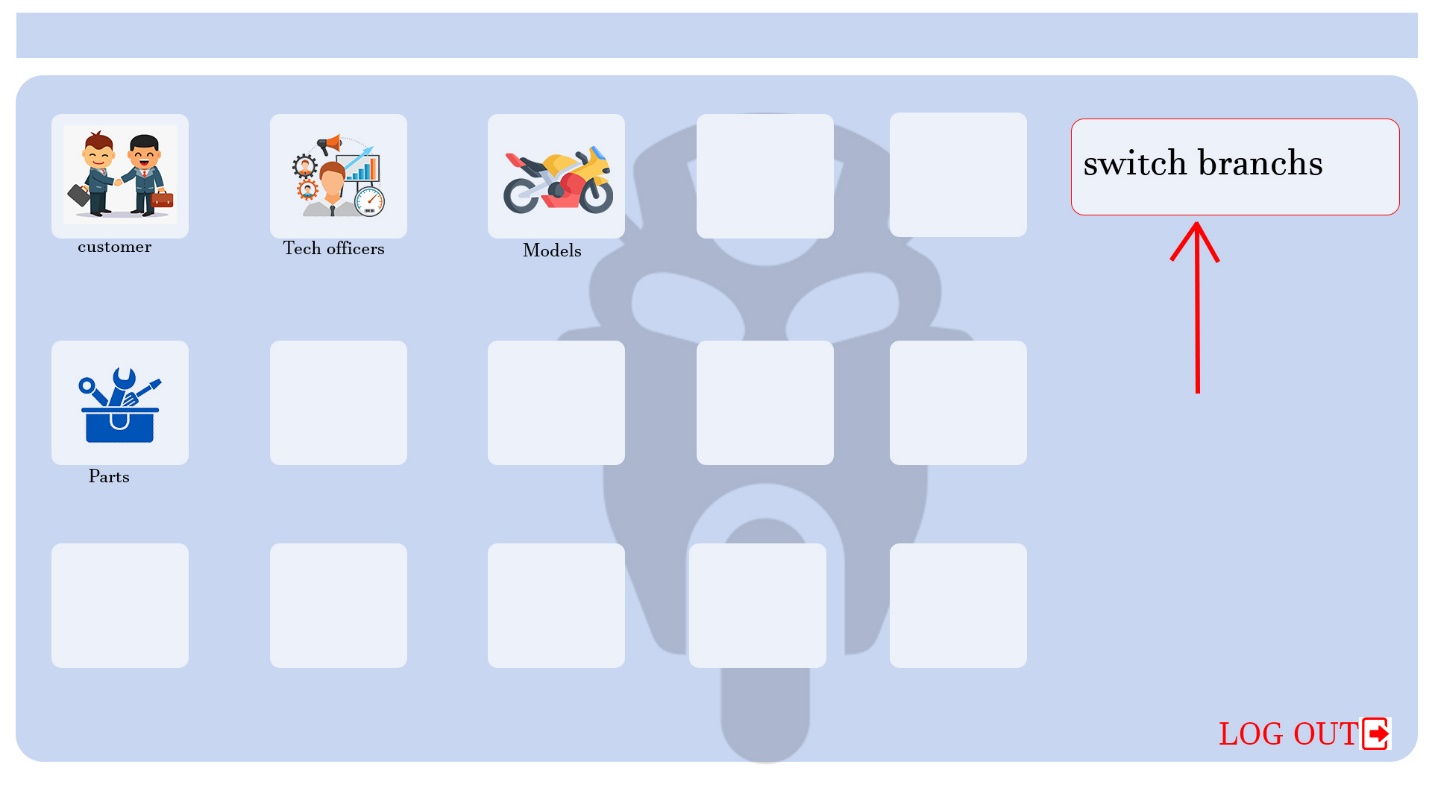 switch branchs
customer
Tech officers
Models
Parts
LOG OUT